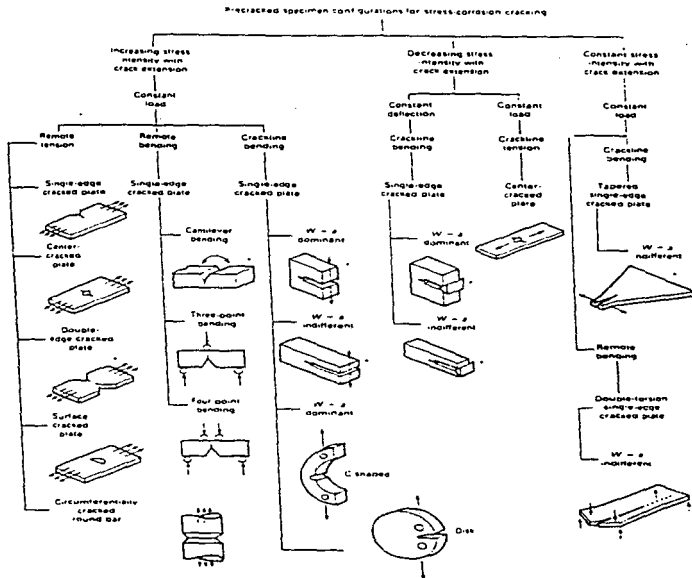 Precracked specimen configurations for stress-corrosion cracking
Increasing stress
intensity with
crack extension
Constant
load
Remote
tension
Single-edge
cracked plate
Center-
cracked
plate
Double-
edge cracked
plate
Surface
cracked
plate
Circumferentially
cracked
round bar
Remote
bending
Single-edge
cracked plate
Cantilever
bending
Three-point
bending
Four point
bending
Crackline
bending
Single-edge
cracked plate
W – a
dominant
W – a
indifferent
W – a
dominant
C shaped
Disk
Decreasing stress
intensity with
crack extension
Constant
deflection
Crackline
bending
Single-edge
cracked plate
W – a
dominant
W – a
indifferent
Constant
load
Crackline
tension
Center-
cracked
plate
Constant stress
intensity with
crack extension
Constant
load
Crackline
bending
Tapered
single-edge
cracked plate
W – a
indifferent
Remote
bending
Double-torsion
single-edge
cracked plate
W – a
indifferent